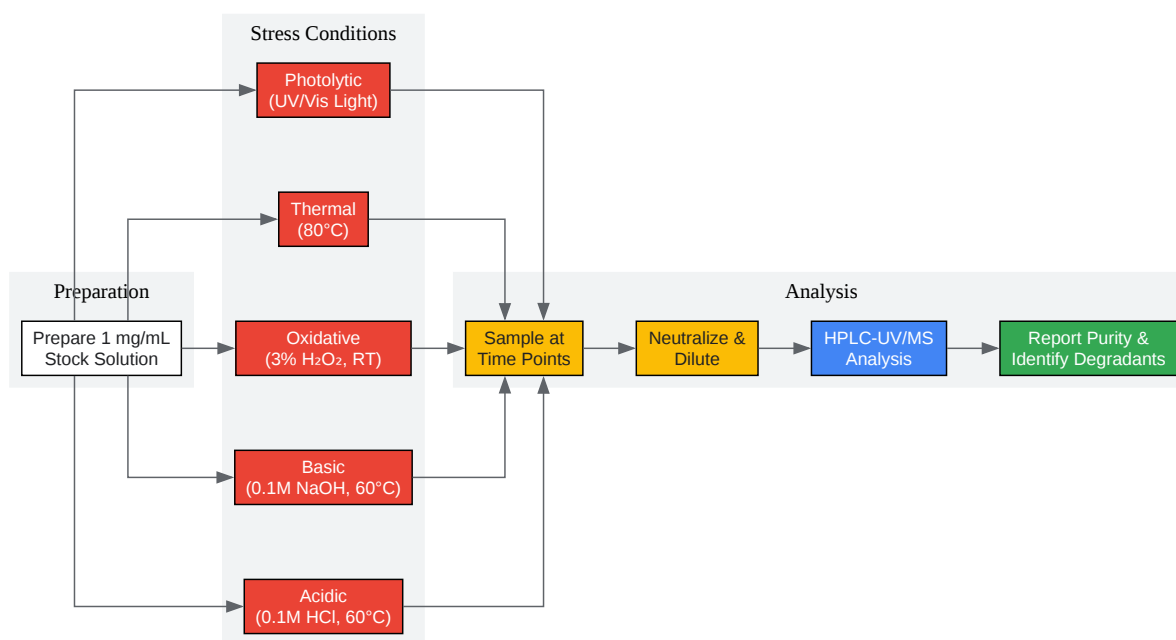 Stress Conditions
Photolytic
(UV/Vis Light)
Thermal
(80°C)
Preparation
Prepare 1 mg/mL
Stock Solution
Oxidative
(3% H₂O₂, RT)
Basic
(0.1M NaOH, 60°C)
Acidic
(0.1M HCl, 60°C)
Analysis
Sample at
Time Points
Neutralize &
Dilute
HPLC-UV/MS
Analysis
Report Purity &
Identify Degradants